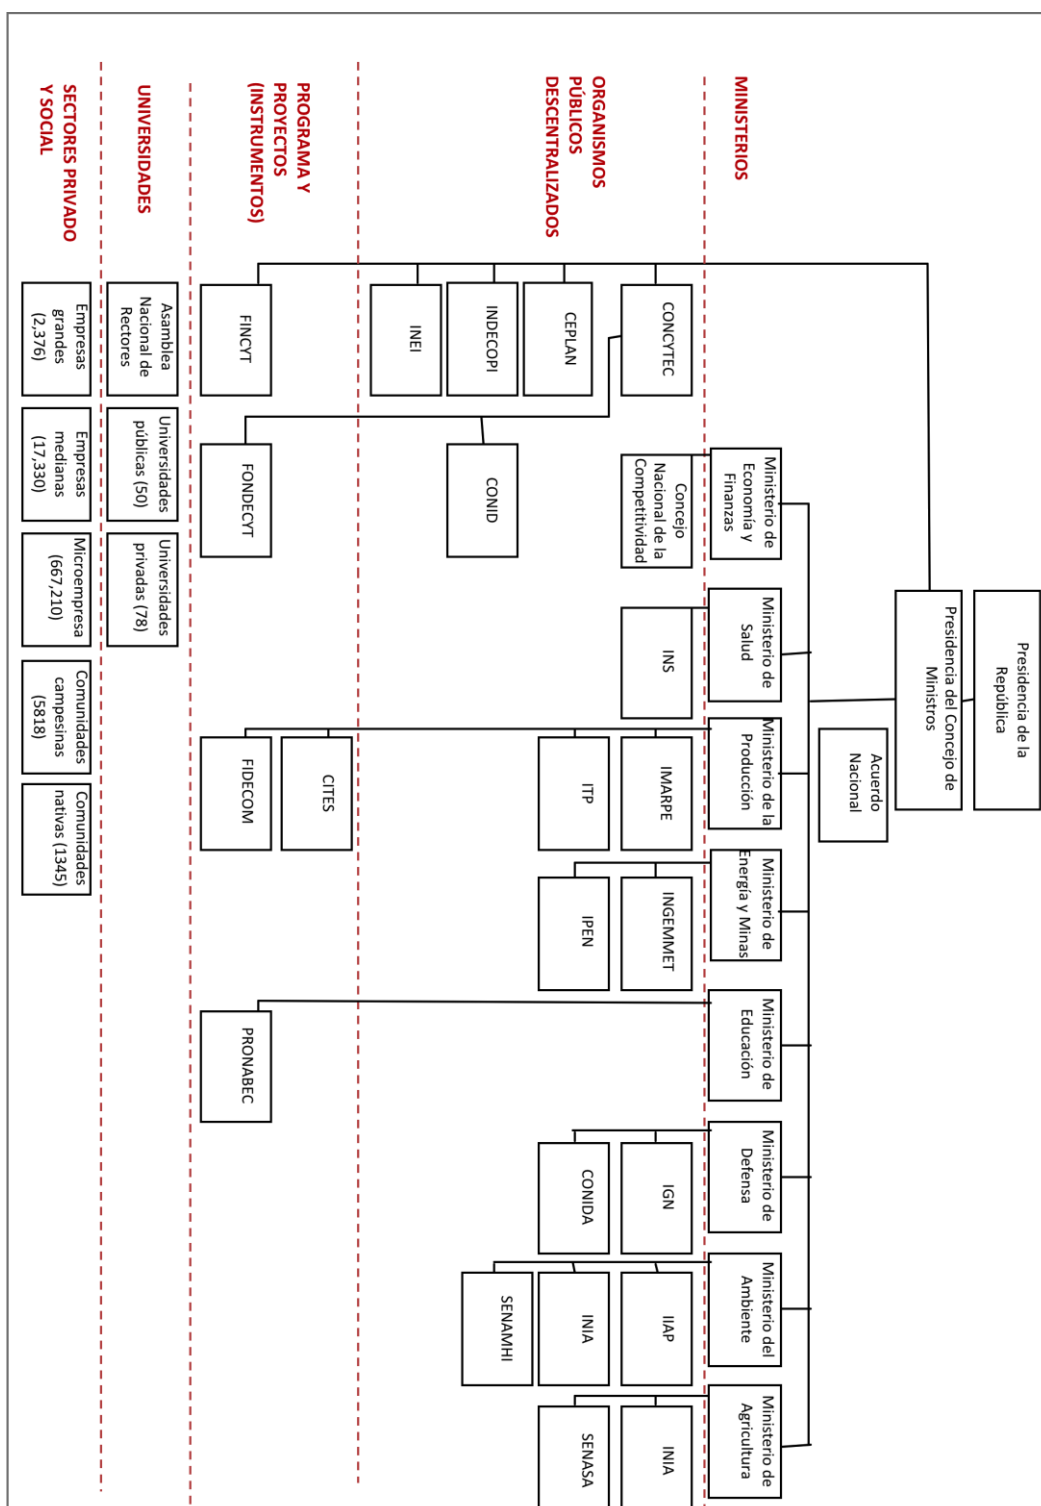 Presidencia de la
República
Presidencia del Concejo de
Ministros
Acuerdo
Nacional
MINISTERIOS
Ministerio de
Economía y
Finanzas
Ministerio de
Salud
Ministerio de la
Producción
Ministerio de
Energía y Minas
Ministerio de
Educación
Ministerio de
Defensa
Ministerio del
Ambiente
Ministerio de
Agricultura
ORGANISMOS
PÚBLICOS
DESCENTRALIZADOS
CONCYTEC
Concejo
Nacional de la
Competitividad
INS
IMARPE
INGEMMET
IGN
IIAP
INIA
CEPLAN
ITP
IPEN
CONIDA
INIA
SENASA
INDECOPI
CONID
SENAMHI
INEI
PROGRAMA Y
PROYECTOS
(INSTRUMENTOS)
CITES
FINCYT
FONDECYT
FIDECOM
PRONABEC
UNIVERSIDADES
Asamblea
Nacional de
Rectores
Universidades
públicas (50)
Universidades
privadas (78)
SECTORES PRIVADO
Y SOCIAL
Empresas
grandes
(2,376)
Empresas
medianas
(17,330)
Microempresa
(667,210)
Comunidades
campesinas
(5818)
Comunidades
nativas (1345)